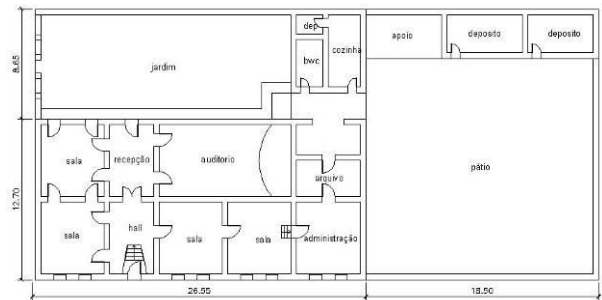 dep
cozinha
apoio
deposito
deposito
bwc
jardim
8.65
sala
recepção
auditorio
pátio
arquivo
12.70
sala
hall
sala
sala
administração
26.55
18.50